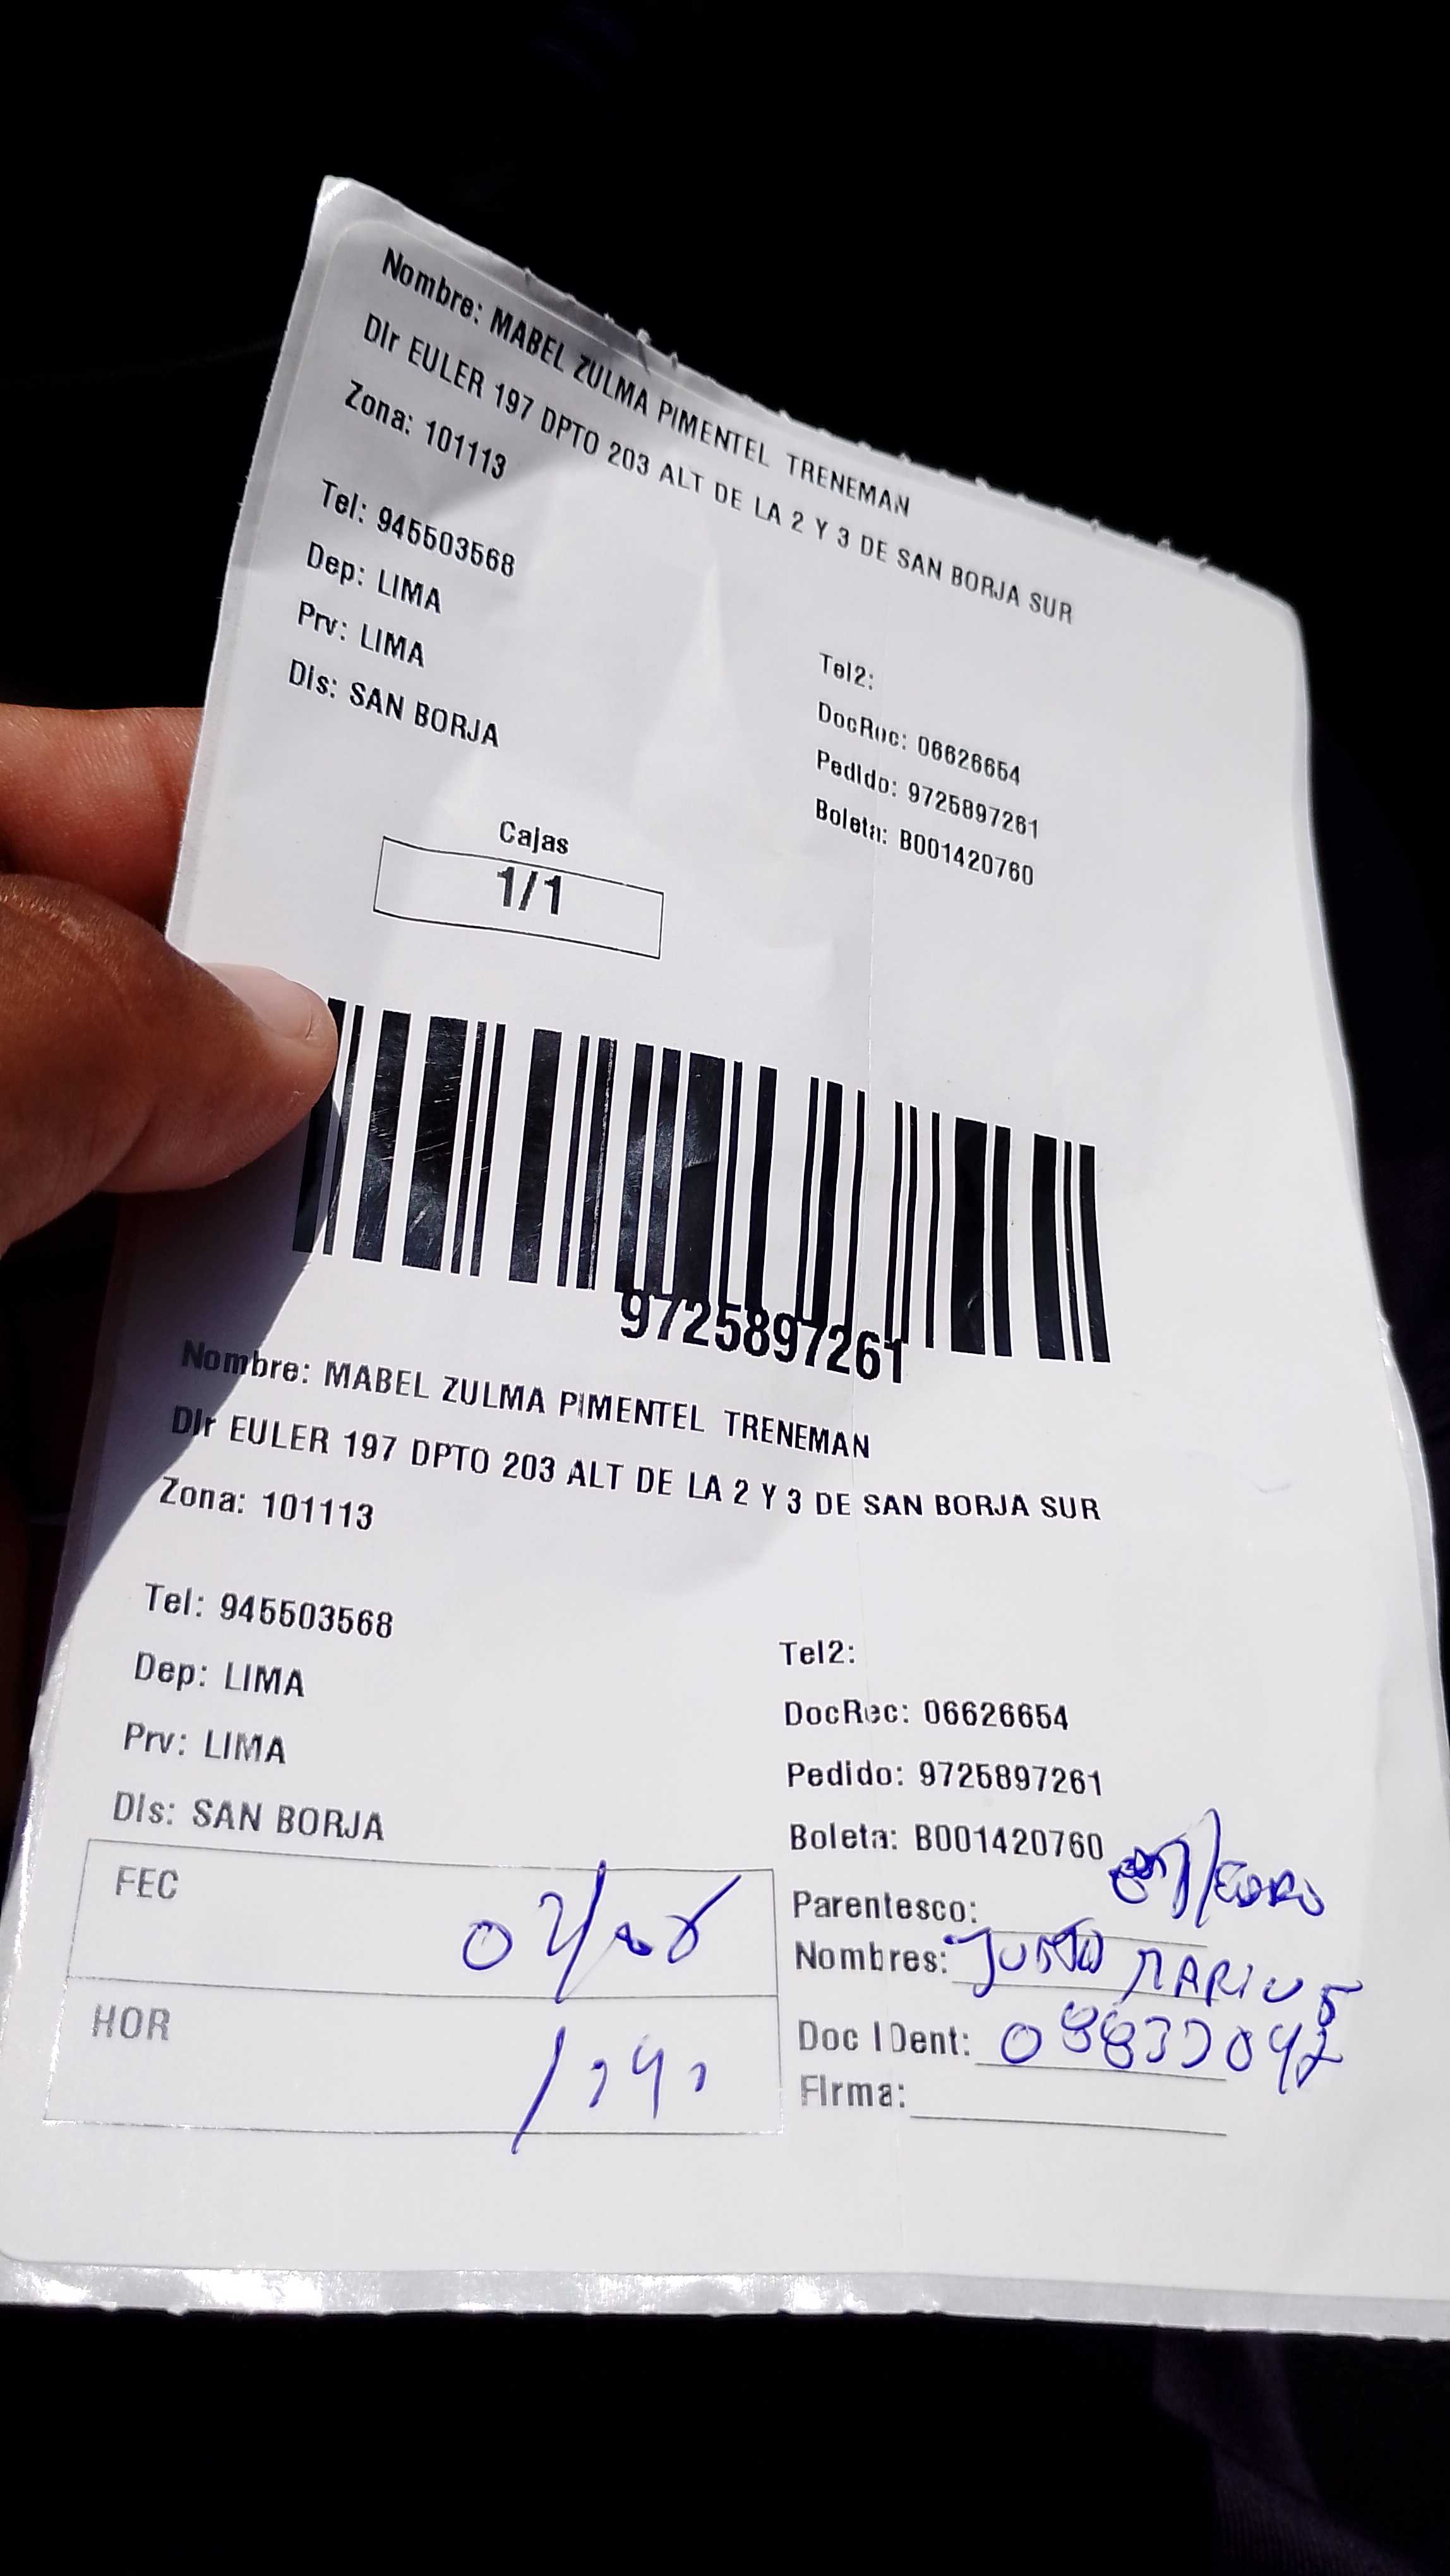 Nombre: MABEL ZULMA PIMENTEL TRENEMAN
Dir EULER 197 DPTO 203 ALT DE LA 2 Y 3 DE SAN BORJA SUR
Zona: 101113
Tel: 945503568
Tel2:
Dep: LIMA
DocRec: 06626654
Prv: LIMA
Pedido: 9725897261
Dis: SAN BORJA
Boleta: B001420760
Cajas
1/1
9725897261
Nombre: MABEL ZULMA PIMENTEL TRENEMAN
Dir EULER 197 DPTO 203 ALT DE LA 2 Y 3 DE SAN BORJA SUR
Zona: 101113
Tel: 945503568
Tel2:
Dep: LIMA
DocRec: 06626654
Prv: LIMA
Pedido: 9725897261
Dis: SAN BORJA
Boleta: B001420760
FEC
Parentesco:
Nombres:
HOR
Doc IDent:
Firma: